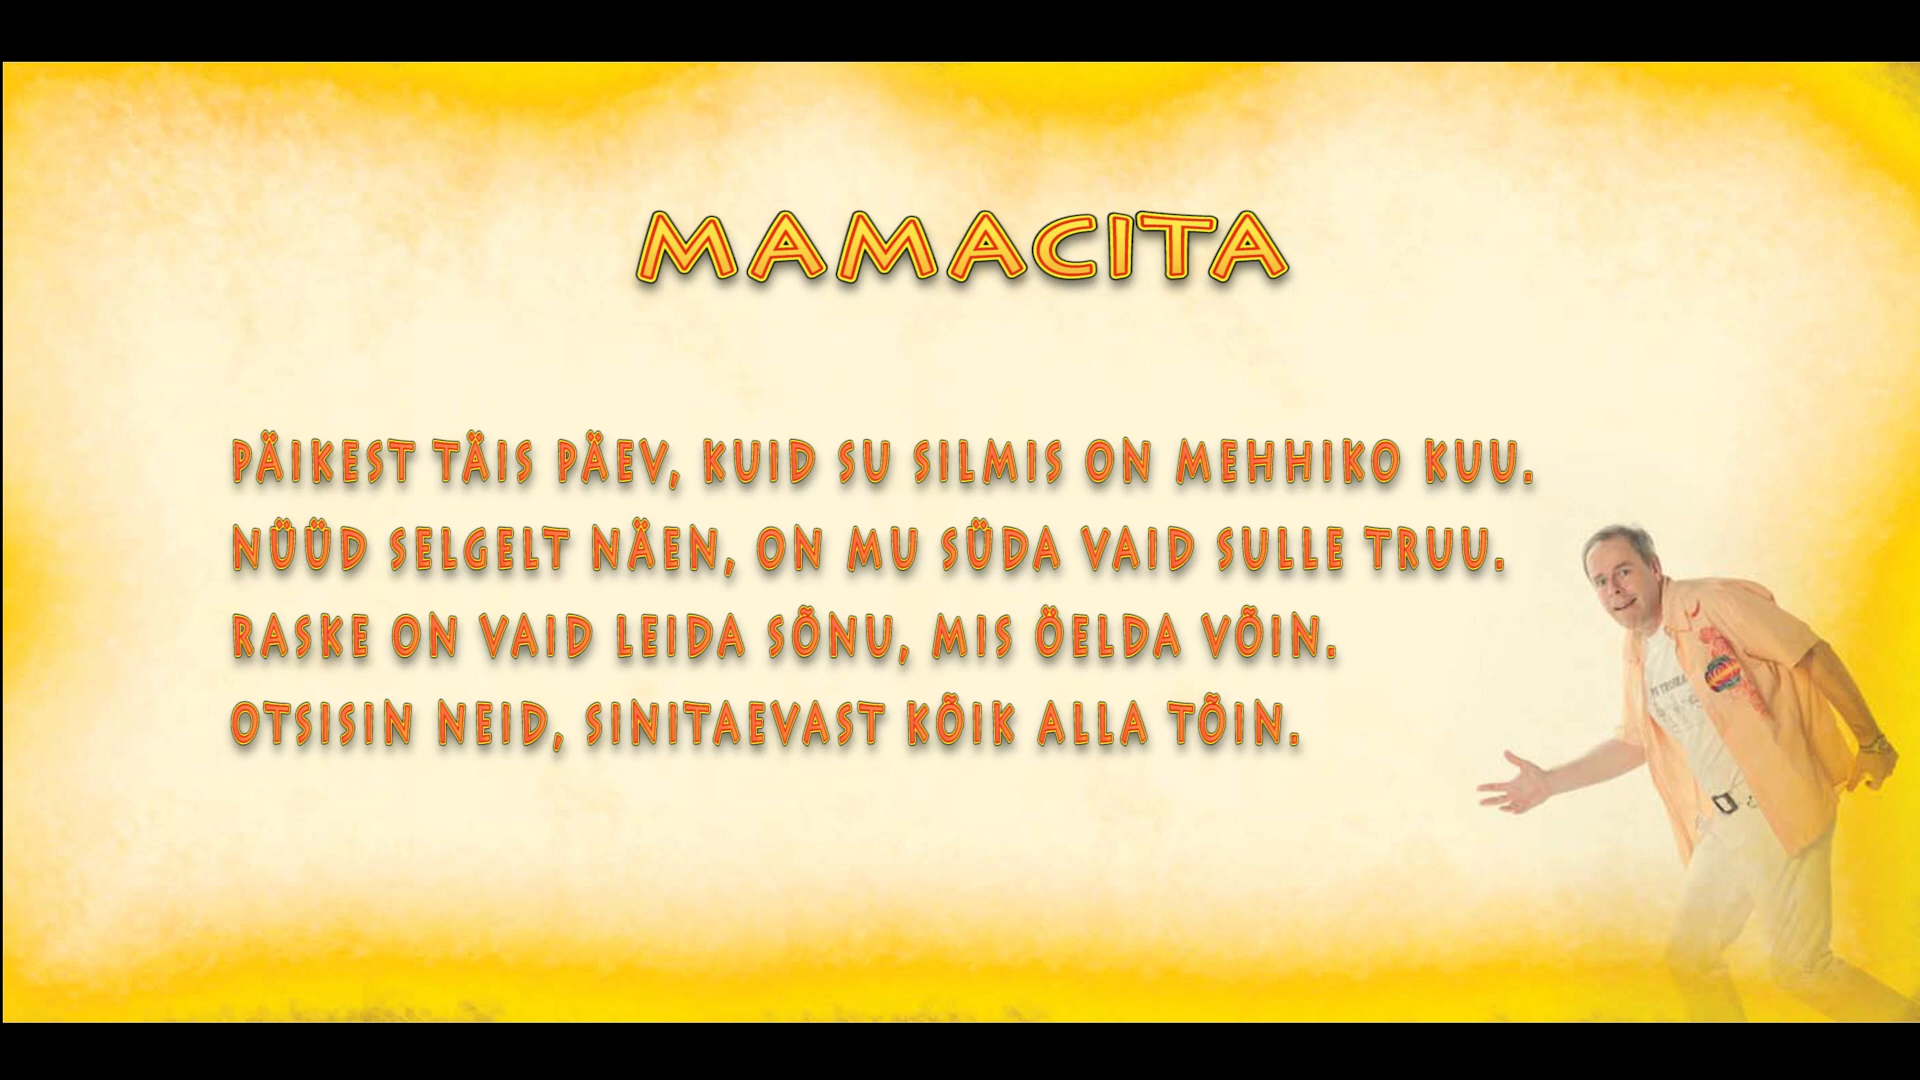 MAMACITA
PÄIKEST TÄIS PÄEV, KUID SU SILMIS ON MEHHIKO KUU.
NÜÜD SELGELT NÄEN, ON MU SÜDA VAID SULLE TRUU.
RASKE ON VAID LEIDA SÕNU, MIS ÖELDA VÕIN.
OTSISIN NEID, SINITAEVAST KÕIK ALLA TÕIN.